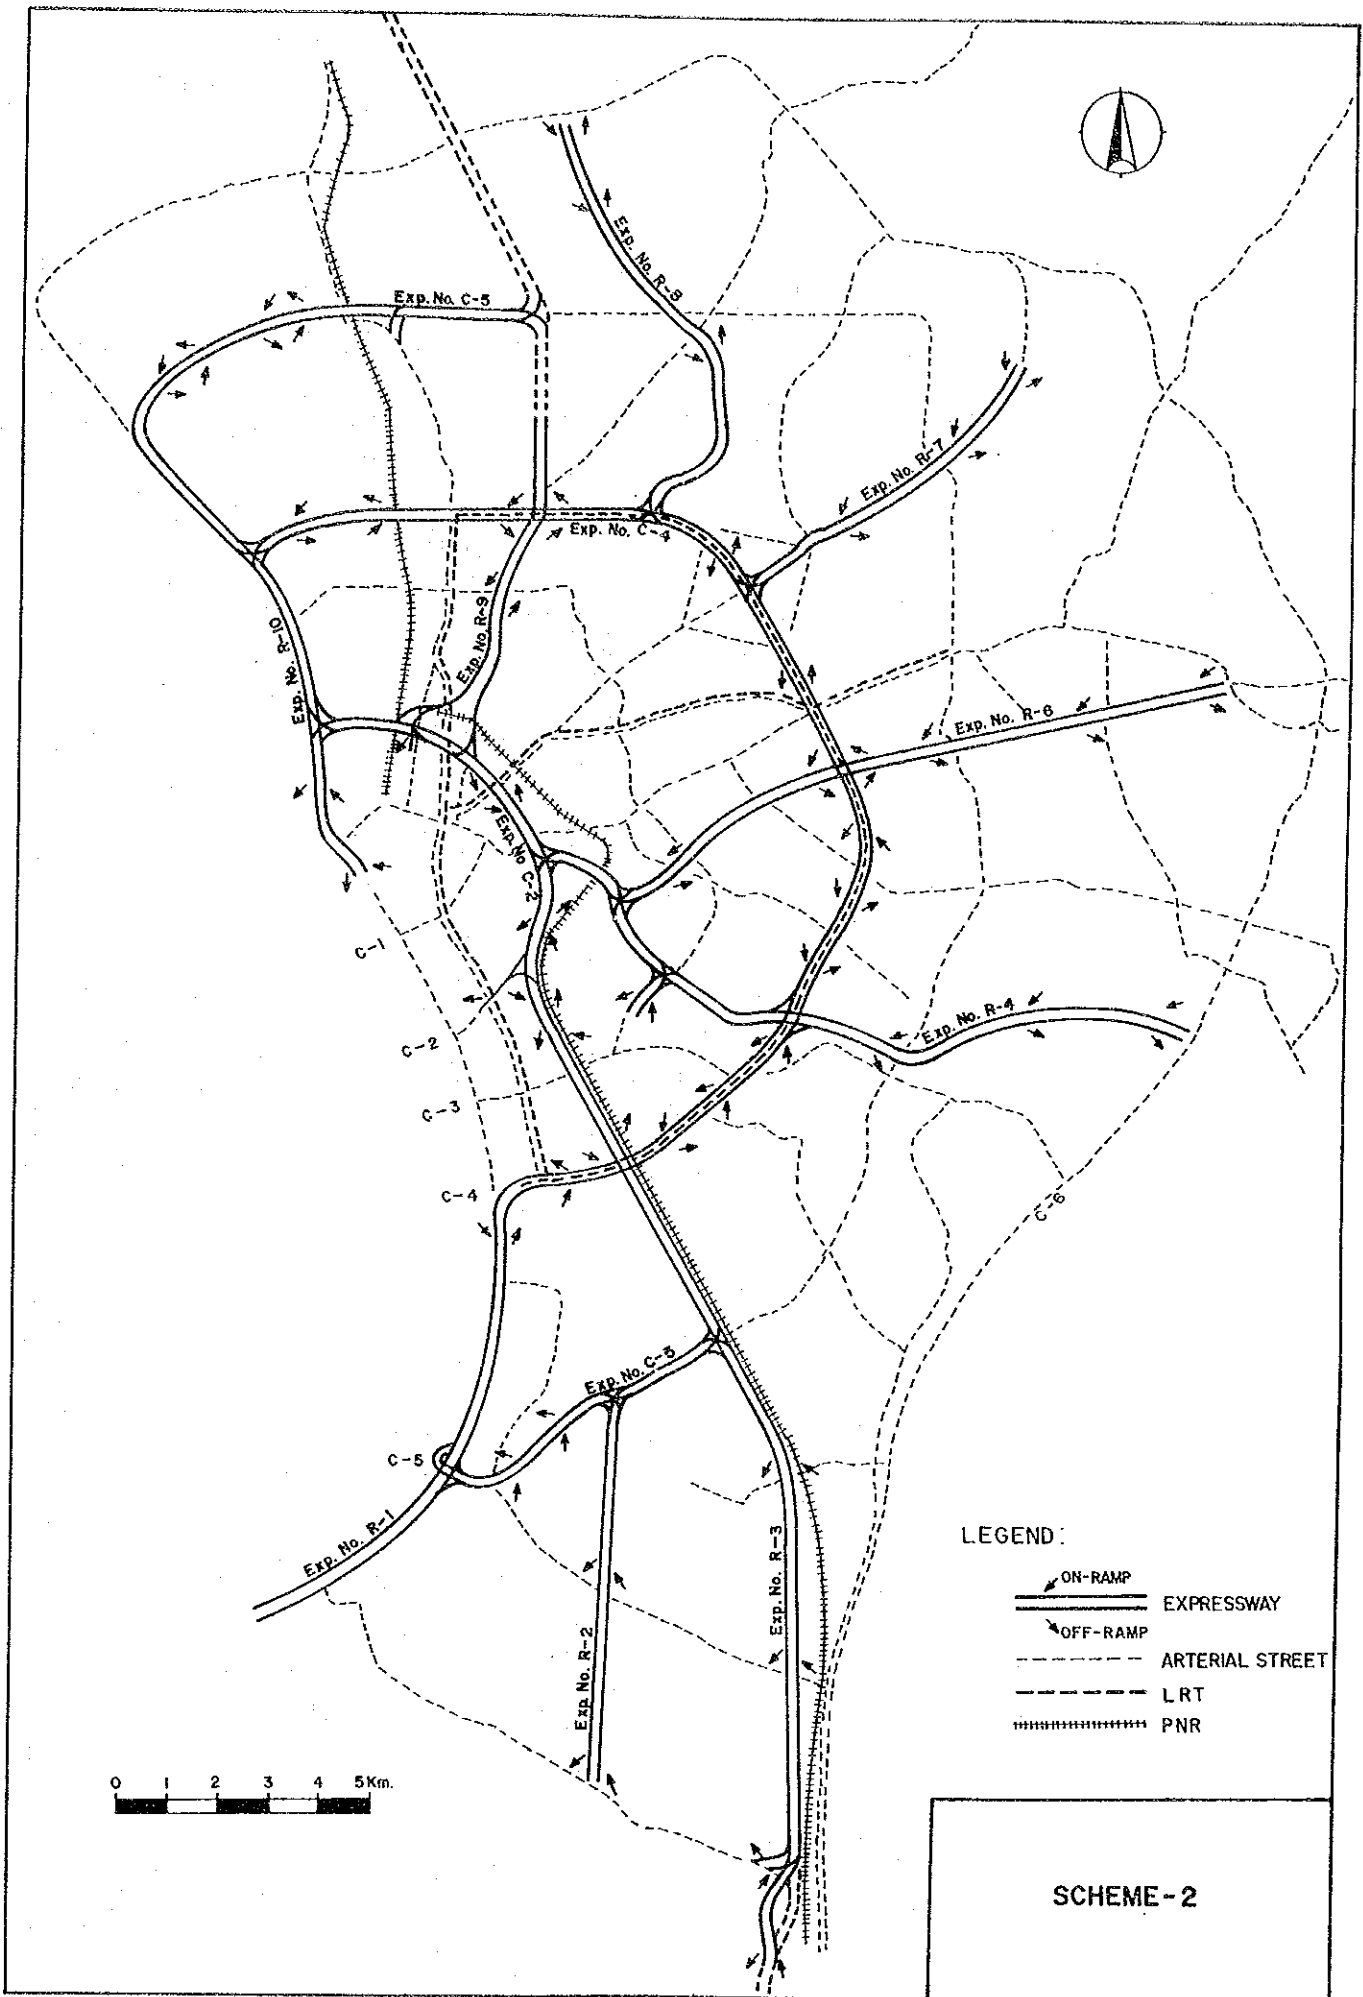 Exp. No. R-8
Exp. No. C-5
Exp. No. R-7
Exp. No. C-4
Exp. No. R-9
Exp. No. R-10
Exp. No. R-6
Exp. No. C-2
C-1
Exp. No. R-4
C-2
C-3
C-4
C-6
Exp. No. C-5
C-5
Exp. No. R-1
Exp. No. R-3
Exp. No. R-2
LEGEND:
ON-RAMP
EXPRESSWAY
OFF-RAMP
ARTERIAL STREET
LRT
PNR
0 1 2 3 4 5Km.
SCHEME-2